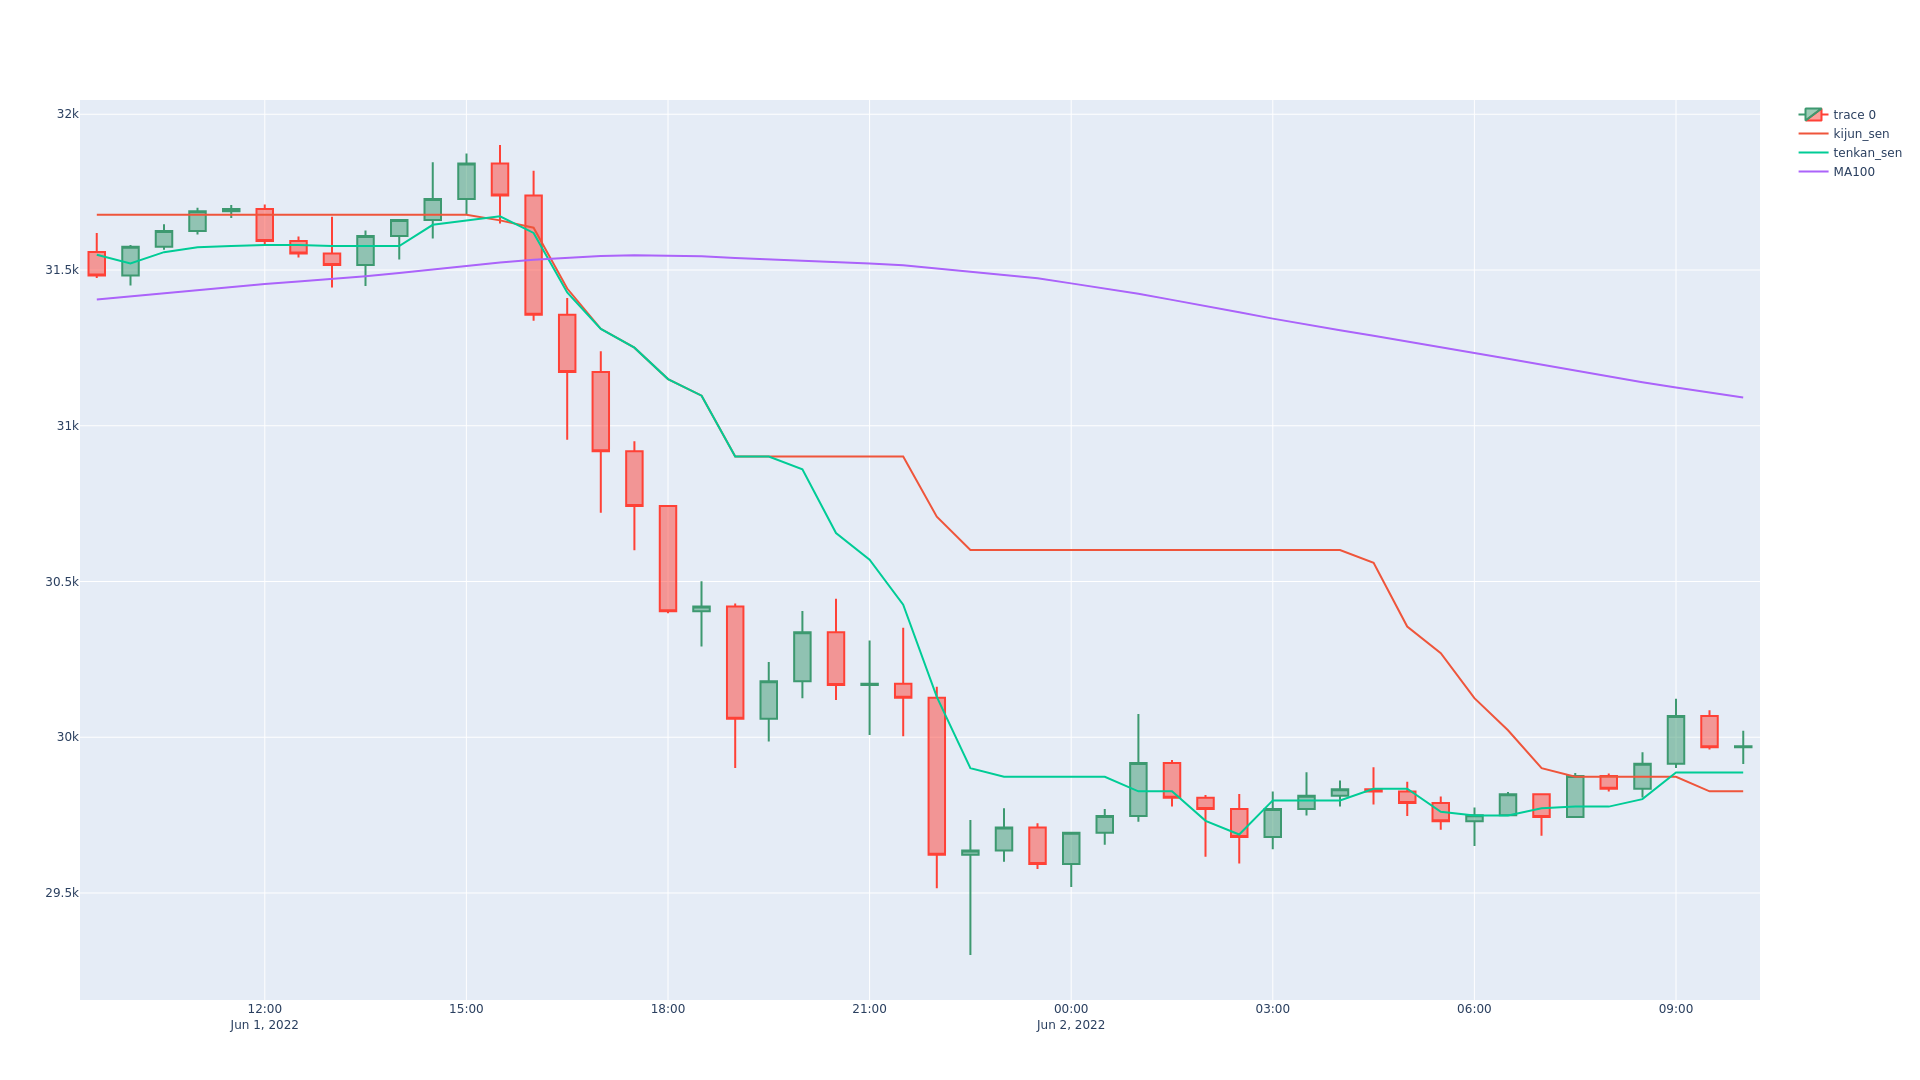 32k
31.5k
31k
30.5k
30k
29.5k
12:00
Jun 1, 2022
15:00
18:00
21:00
00:00
Jun 2, 2022
03:00
06:00
09:00
trace 0
kijun_sen
tenkan_sen
MA100